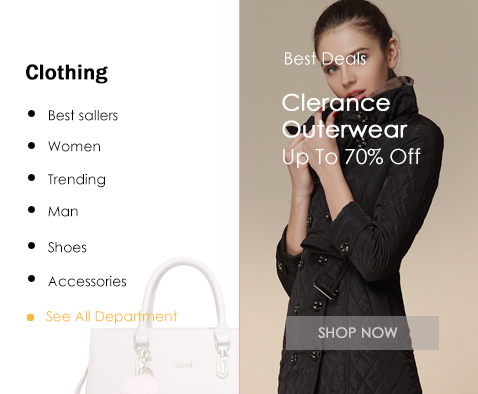 Clothing
Best sallers
Women
Trending
Man
Shoes
Accessories
See All Department
Best Deals
Clerance
Outerwear
Up To 70% Off
SHOP NOW